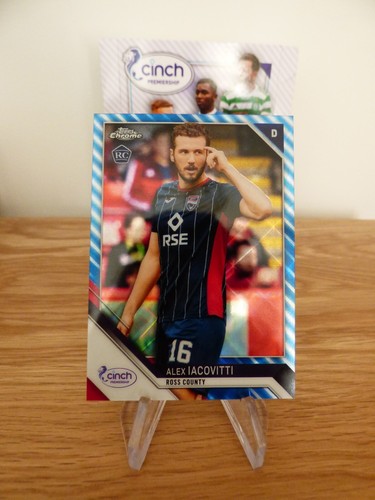 cinch
PREMIERSHIP
Topps
Chrome
D
RC
RSE
16
ALEX IACOVITTI
ROSS COUNTY
cinch
PREMIERSHIP